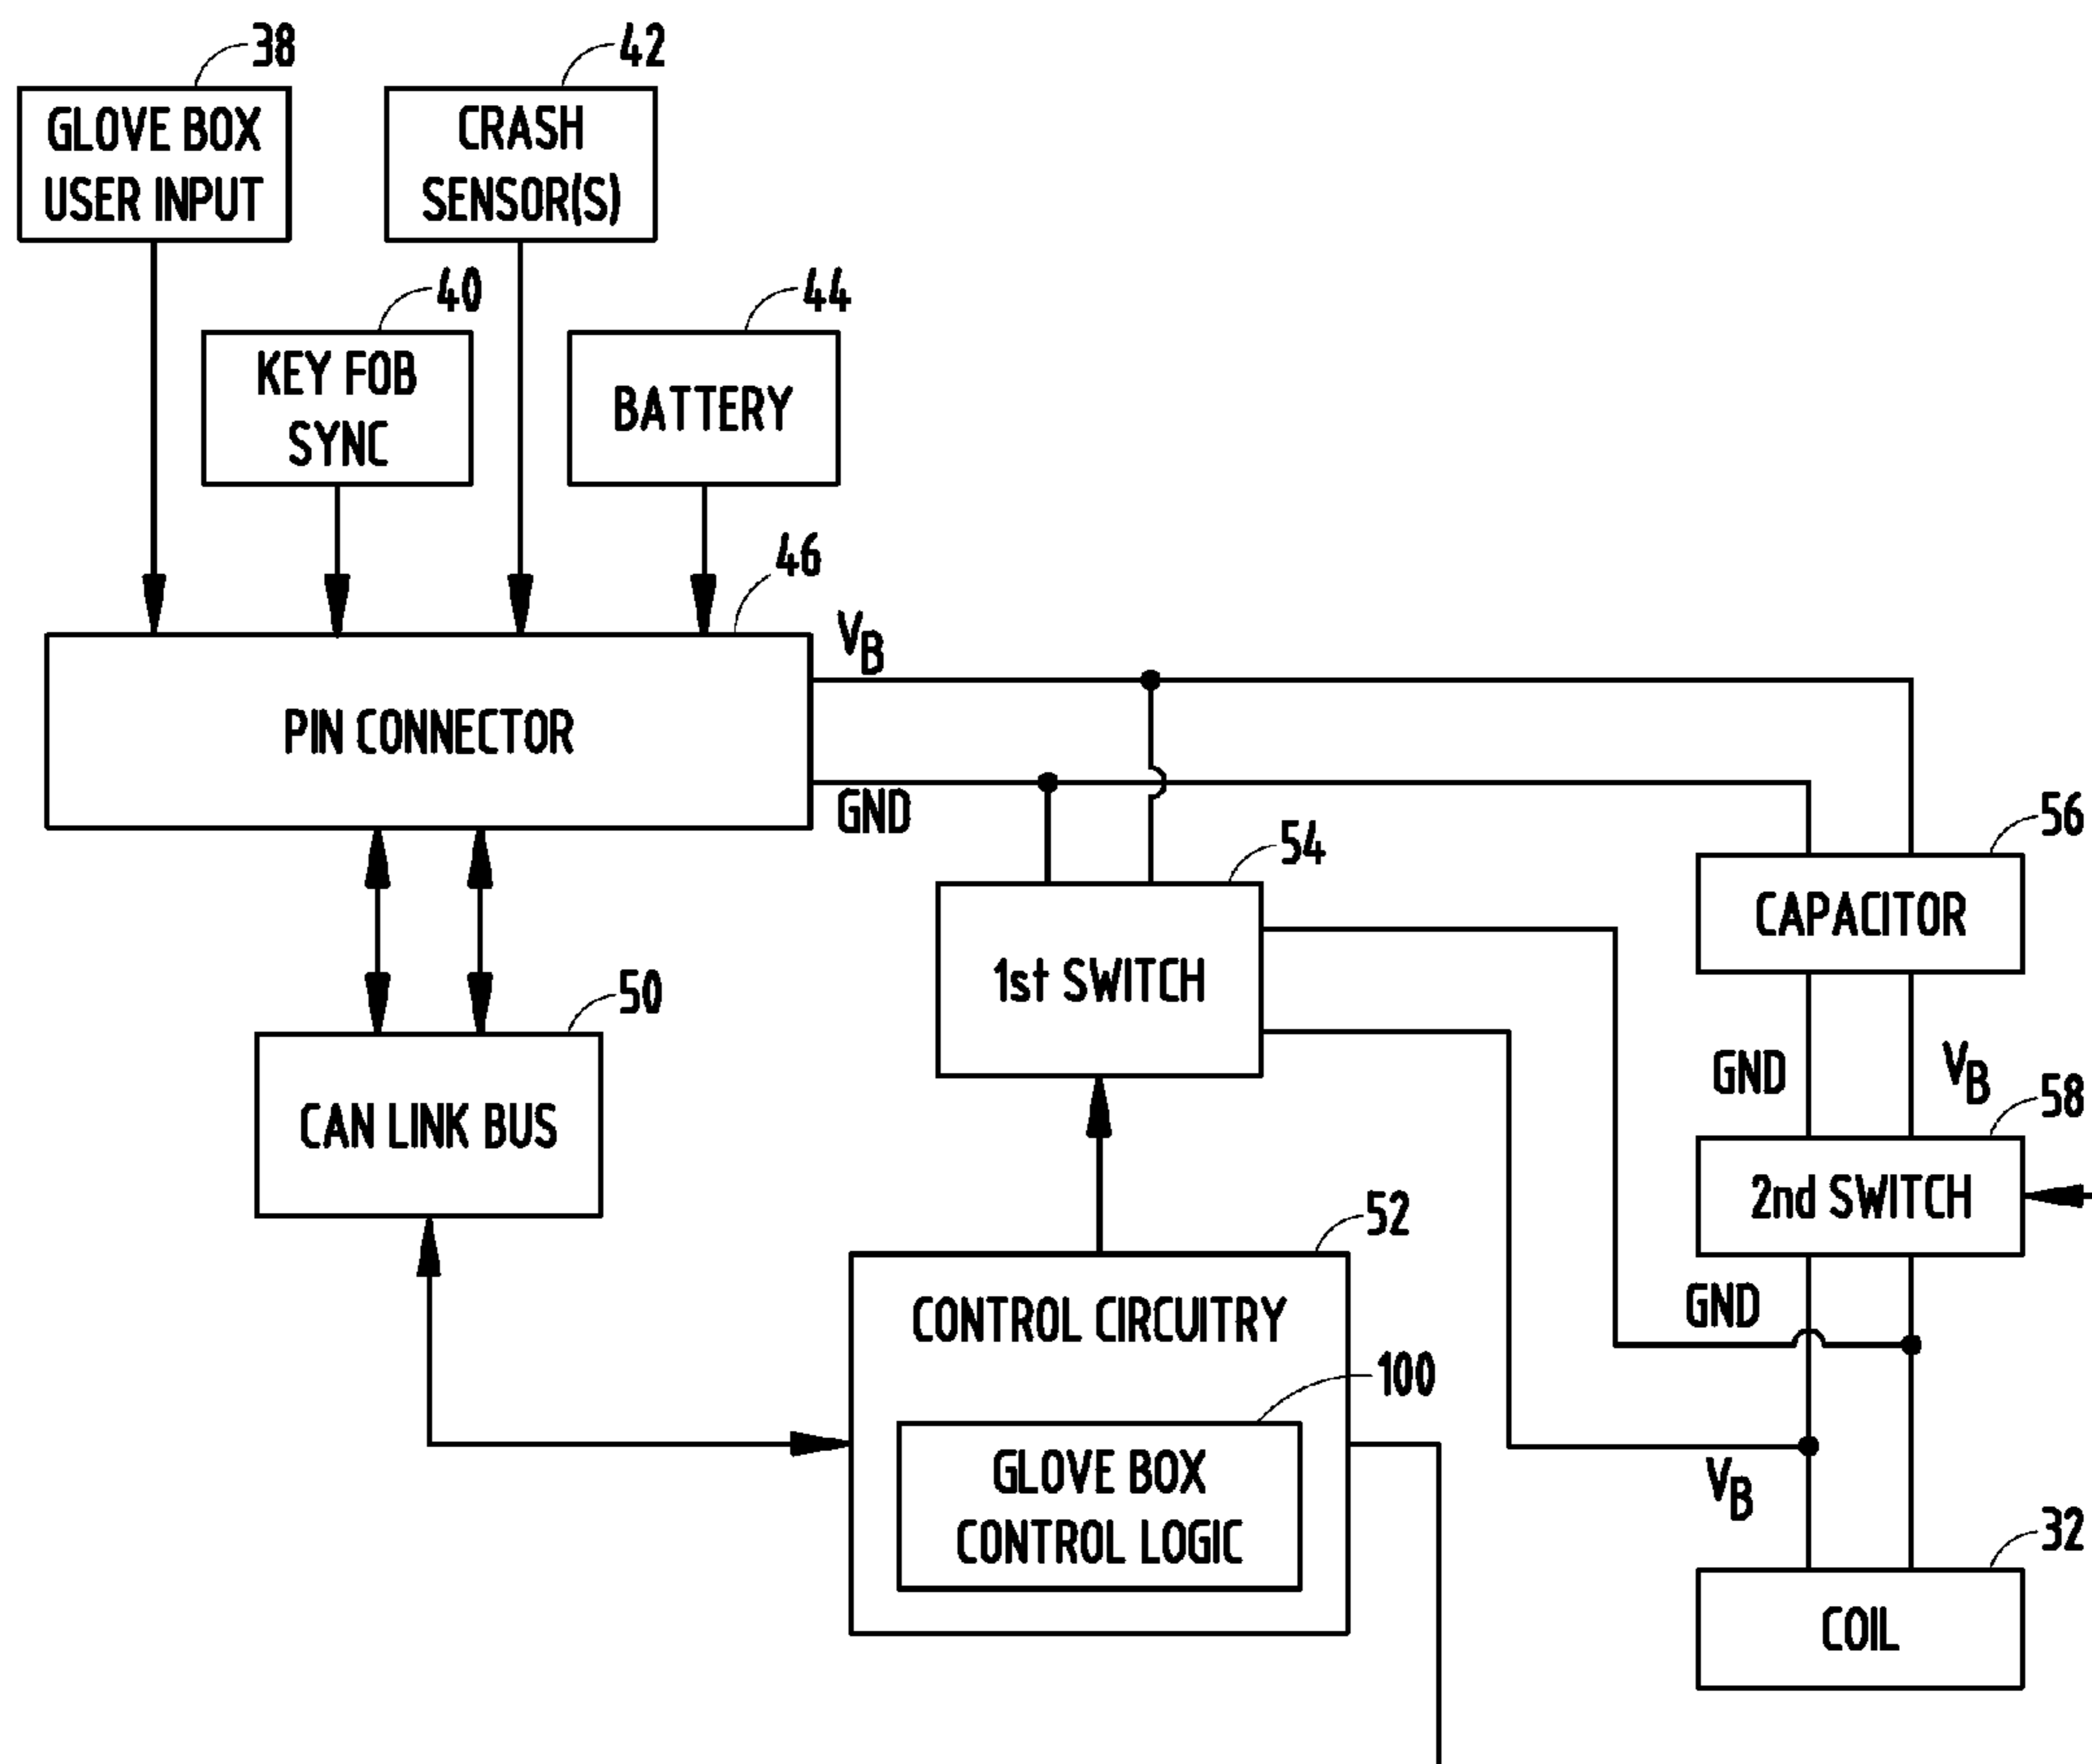 38
42
GLOVE BOX
USER INPUT
CRASH
SENSOR(S)
40
44
KEY FOB
SYNC
BATTERY
46
VB
PIN CONNECTOR
GND
56
54
CAPACITOR
1st SWITCH
50
GND
VB
58
CAN LINK BUS
2nd SWITCH
52
GND
CONTROL CIRCUITRY
100
GLOVE BOX
CONTROL LOGIC
VB
32
COIL